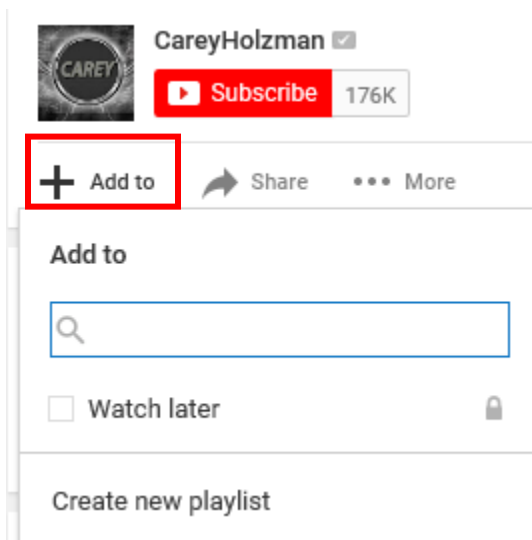 CAREY
CareyHolzman
Subscribe 176K
Add to Share More
Add to
Watch later
Create new playlist